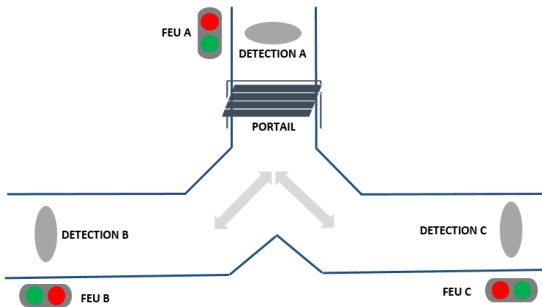 FEU A
DETECTION A
PORTAIL
DETECTION B
DETECTION C
FEU B
FEU C